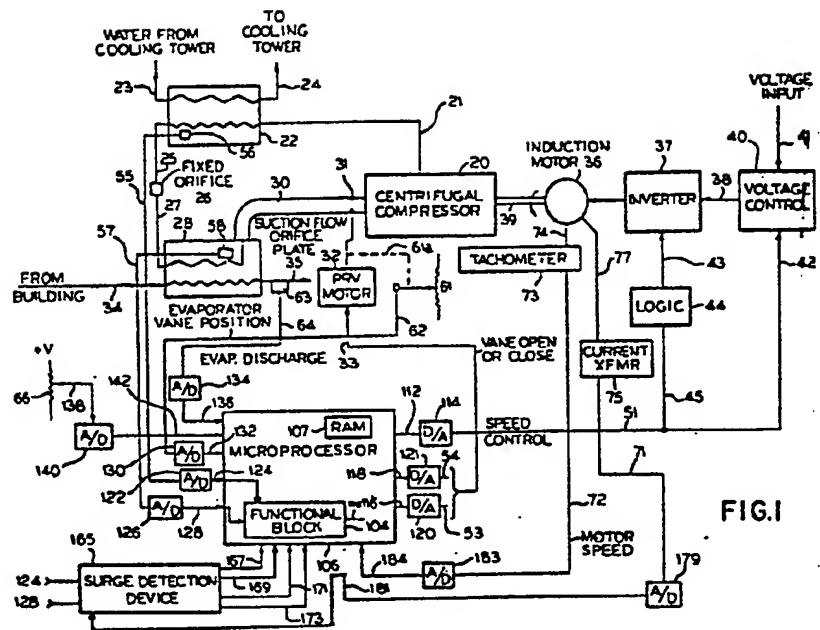 WATER FROM
COOLING TOWER
TO
COOLING
TOWER
23
24
21
22
56
55
25
FIXED ORIFICE
26
27
57
28
58
30
31
20
CENTRIFUGAL
COMPRESSOR
39
74
INDUCTION
MOTOR 36
37
INVERTER
38
VOLTAGE
INPUT
41
40
VOLTAGE
CONTROL
42
43
LOGIC
44
45
77
TACHOMETER
73
CURRENT
XFMR
75
SUCTION FLOW
ORIFICE
PLATE
32
PRV
MOTOR
61a
61
62
35
63
64
FROM
BUILDING
34
EVAPORATOR
VANE POSITION
EVAP. DISCHARGE
33
VANE OPEN
OR CLOSE
+V
66
138
A/D
140
142
A/D
134
136
A/D
130
132
A/D
122
124
A/D
126
128
107
RAM
MICROPROCESSOR
FUNCTIONAL
BLOCK
104
106
112
D/A
114
SPEED
CONTROL
51
118
121
D/A
54
116
D/A
120
53
71
72
MOTOR
SPEED
A/D
183
184
181
A/D
179
165
SURGE DETECTION
DEVICE
124
128
167
169
171
173
FIG.1